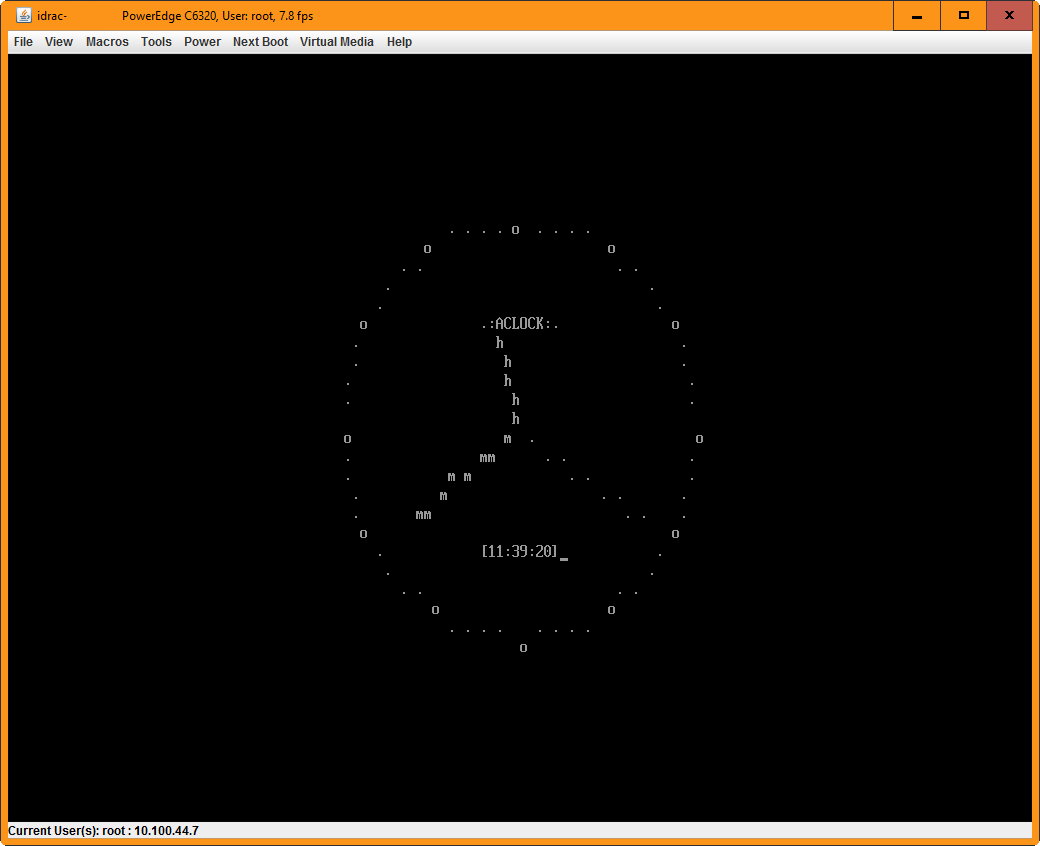 idrac- PowerEdge C6320, User: root, 7.8 fps
File View Macros Tools Power Next Boot Virtual Media Help
. . . . o . . . .
o o
. . . .
. .
. .
o .:ACLOCK:. o
. h .
. h .
. h .
. h .
h
o m . o
. mm . . .
. m m . . .
. m . . .
. mm . . .
o o
. [11:39:20]_ .
. .
. . . .
o o
. . . . . . . .
o
Current User(s): root : 10.100.44.7